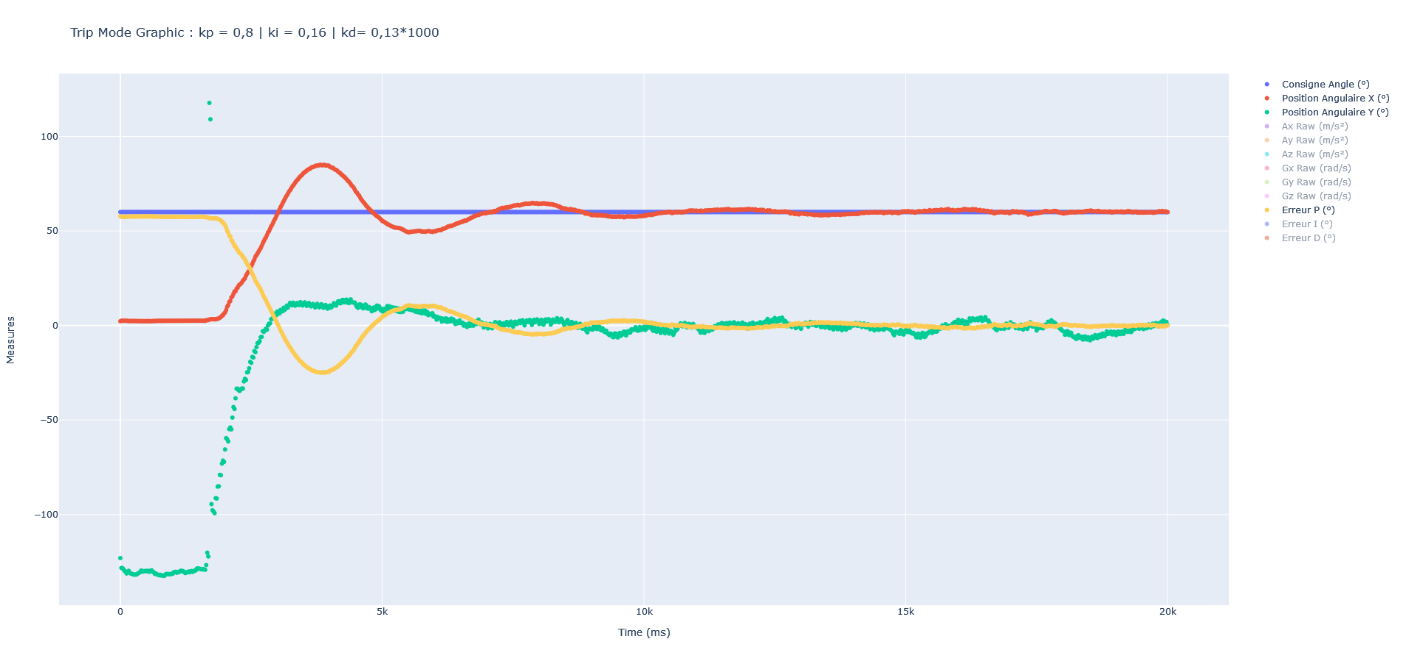 Trip Mode Graphic : kp = 0,8 | ki = 0,16 | kd= 0,13*1000
Consigne Angle (º)
Position Angulaire X (º)
Position Angulaire Y (º)
Ax Raw (m/s²)
Ay Raw (m/s²)
Az Raw (m/s²)
Gx Raw (rad/s)
Gy Raw (rad/s)
Gz Raw (rad/s)
Erreur P (º)
Erreur I (º)
Erreur D (º)
Measures
100
50
0
−50
−100
0
5k
10k
15k
20k
Time (ms)